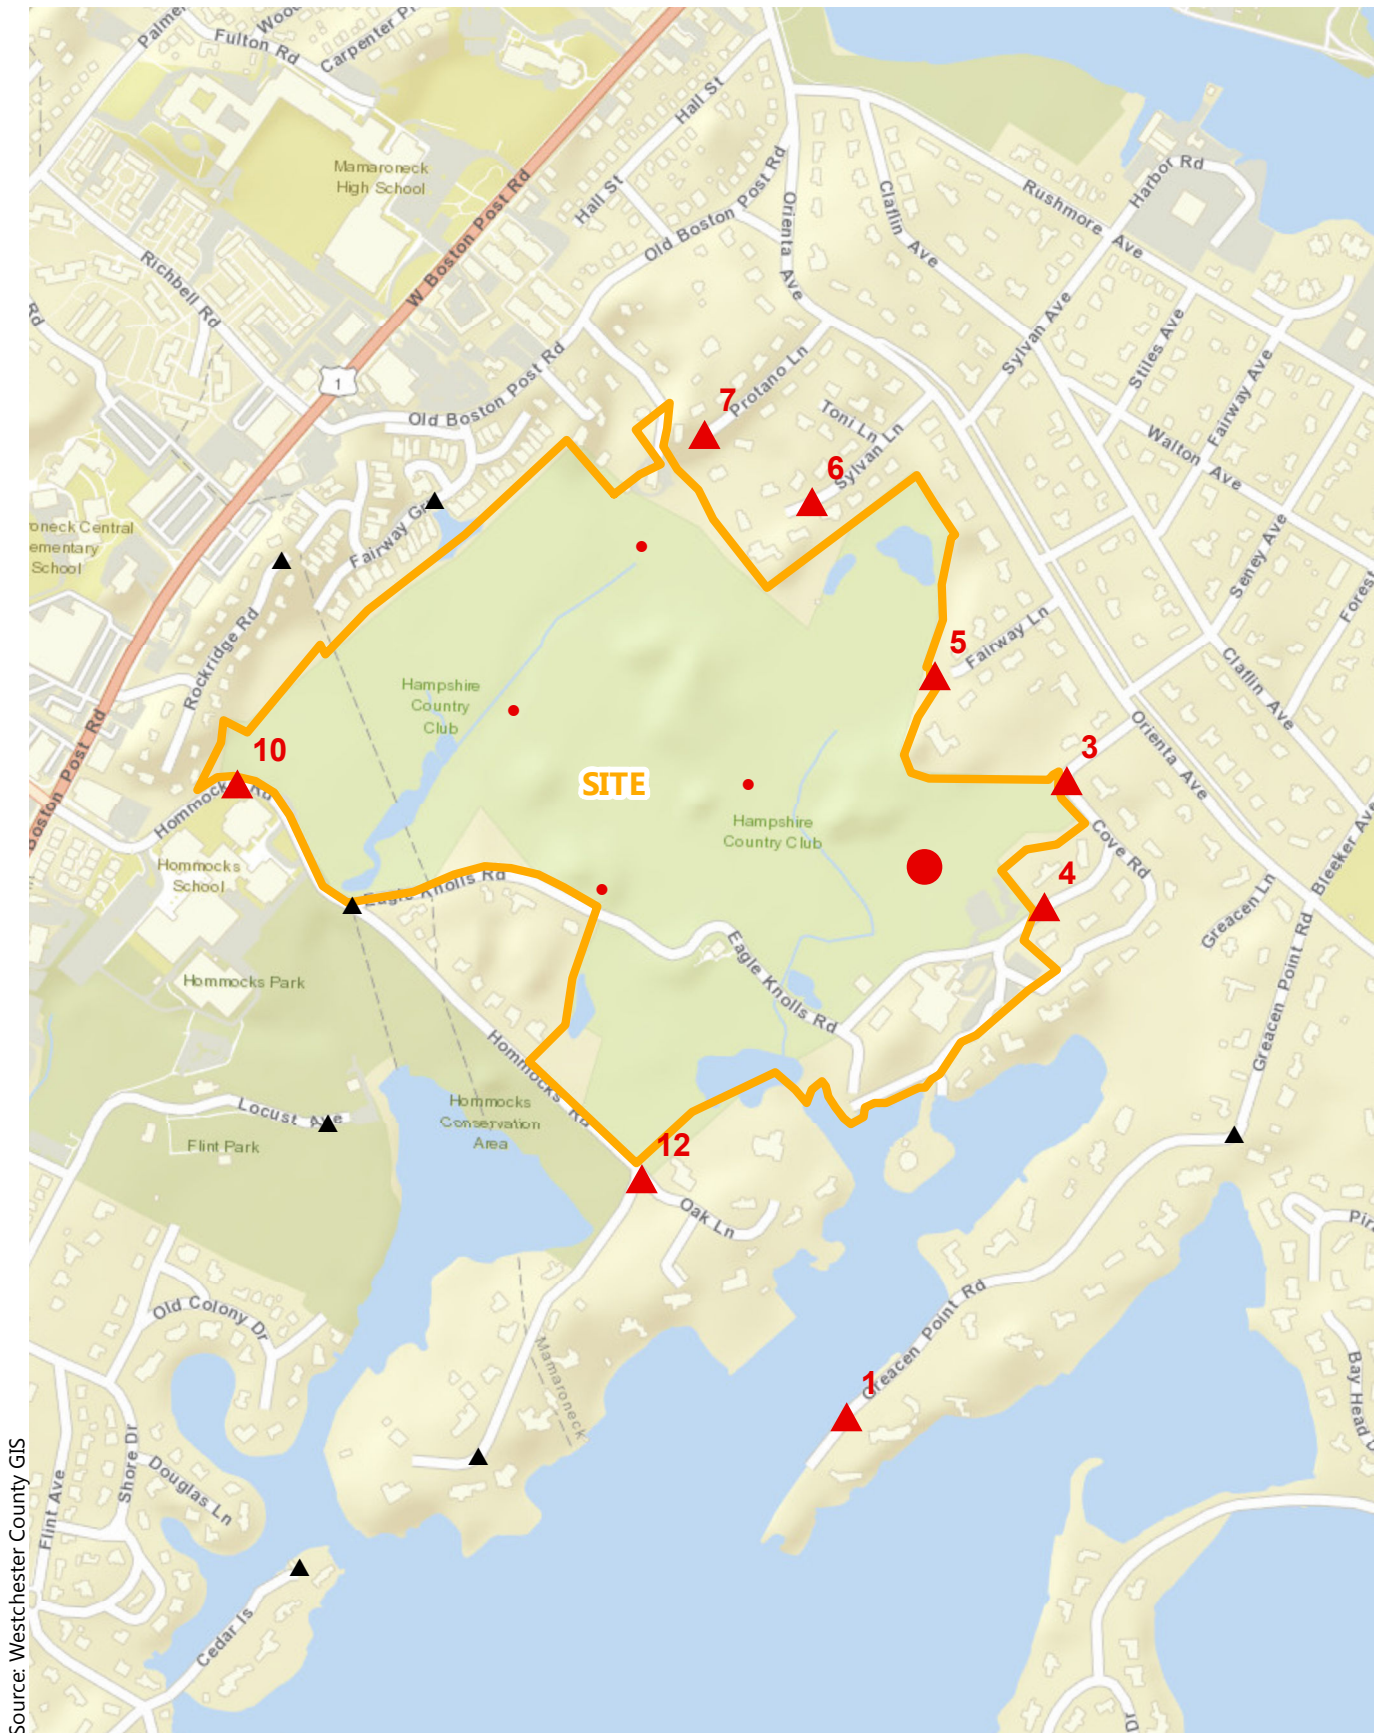 Palmer
Wood
Carpenter Pl
Fulton Rd
Mamaroneck
High School
Hall St
Hall St
Old Boston Post Rd
W Boston Post Rd
Orienta Ave
Claflin Ave
Rushmore Ave
Harbor Rd
Sylvan Ave
Stiles Ave
Fairway Ave
Walton Ave
Richbell Rd
Rd
1
Old Boston Post Rd
Protano Ln
7
Toni Ln
Sylvan Ln
6
oneck Central
ementary
School
Fairway Grn
Seney Ave
Forest
Rockridge Rd
5
Fairway Ln
Claflin Ave
Hampshire
Country
Club
Boston Post Rd
Orienta Ave
10
3
SITE
Hommocks Rd
Hampshire
Country Club
Cove Rd
Bleeker Ave
Hommocks
School
4
Eagle Knolls Rd
Greacen Ln
Eagle Knolls Rd
Greacen Point Rd
Hommocks Park
Hommocks Rd
Locust Ave
Hommocks
Conservation
Area
Flint Park
12
Oak Ln
Pira
Old Colony Dr
Greacen Point Rd
Mamaroneck
Bay Head D
1
Shore Dr
Douglas Ln
Flint Ave
Cedar Is
Dr
Source: Westchester County GIS